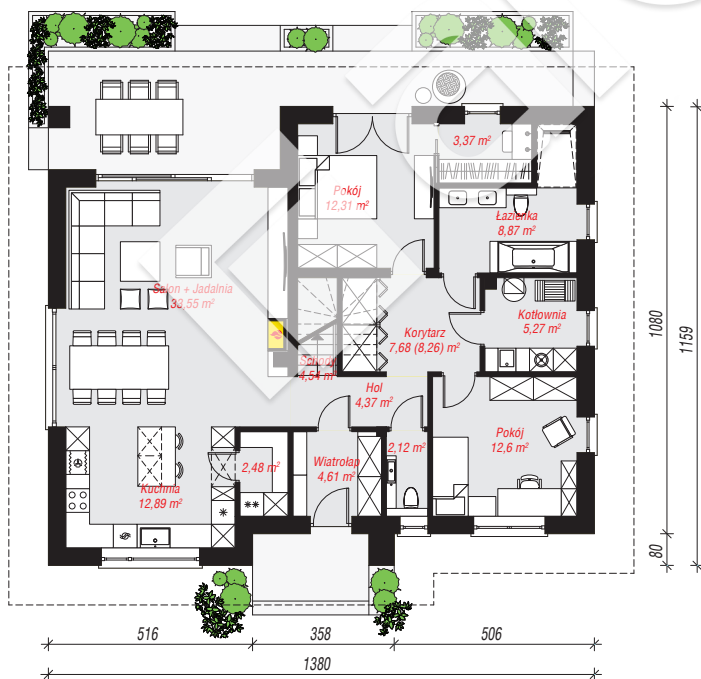 3,37 m²
Pokój
12,31 m²
Łazienka
8,87 m²
Salon + Jadalnia
33,55 m²
Kotłownia
5,27 m²
Korytarz
7,68 (8,26) m²
Schody
4,54 m²
Hol
4,37 m²
Pokój
12,6 m²
2,12 m²
Wiatrołap
4,61 m²
2,48 m²
Kuchnia
12,89 m²
1080
1159
80
516
358
506
1380